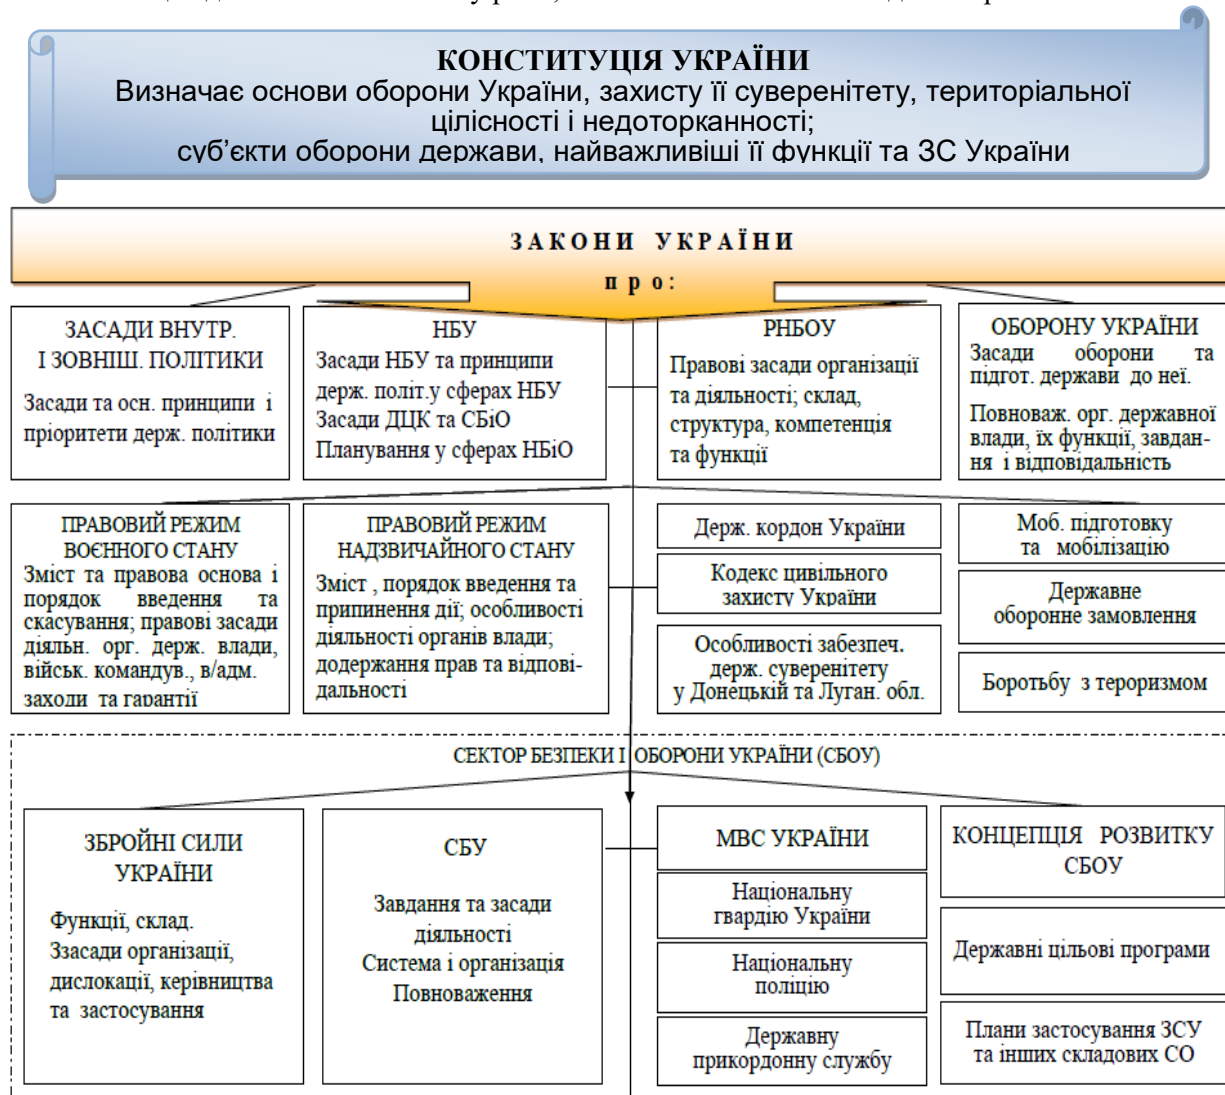 КОНСТИТУЦІЯ УКРАЇНИ
Визначає основи оборони України, захисту її суверенітету, територіальної
цілісності і недоторканності;
суб’єкти оборони держави, найважливіші її функції та ЗС України
ЗАКОНИ УКРАЇНИ
про:
ЗАСАДИ ВНУТР.
І ЗОВНІШ. ПОЛІТИКИ
Засади та осн. принципи і
пріоритети держ. політики
НБУ
Засади НБУ та принципи
держ. політ.у сферах НБУ
Засади ДЦК та СБіО
Планування у сферах НБіО
РНБОУ
Правові засади організації
та діяльності; склад,
структура, компетенція
та функції
ОБОРОНУ УКРАЇНИ
Засади оборони та
підгот. держави до неї.
Повноваж. орг. державної
влади, їх функції, завдан-
ня і відповідальність
ПРАВОВИЙ РЕЖИМ
ВОЄННОГО СТАНУ
Зміст та правова основа і
порядок введення та
скасування; правові засади
діяльн. орг. держ. влади,
військ. командув., в/адм.
заходи та гарантії
ПРАВОВИЙ РЕЖИМ
НАДЗВИЧАЙНОГО СТАНУ
Зміст , порядок введення та
припинення дії; особливості
діяльності органів влади;
додержання прав та відпові-
дальності
Держ. кордон України
Кодекс цивільного
захисту України
Особливості забезпеч.
держ. суверенітету
у Донецькій та Луган. обл.
Моб. підготовку
та мобілізацію
Державне
оборонне замовлення
Боротьбу з тероризмом
СЕКТОР БЕЗПЕКИ І ОБОРОНИ УКРАЇНИ (СБОУ)
ЗБРОЙНІ СИЛИ
УКРАЇНИ
Функції, склад.
Ззасади організації,
дислокації, керівництва
та застосування
СБУ
Завдання та засади
діяльності
Система і організація
Повноваження
МВС УКРАЇНИ
Національну
гвардію України
Національну
поліцію
Державну
прикордонну службу
КОНЦЕПЦІЯ РОЗВИТКУ
СБОУ
Державні цільові програми
Плани застосування ЗСУ
та інших складових СО